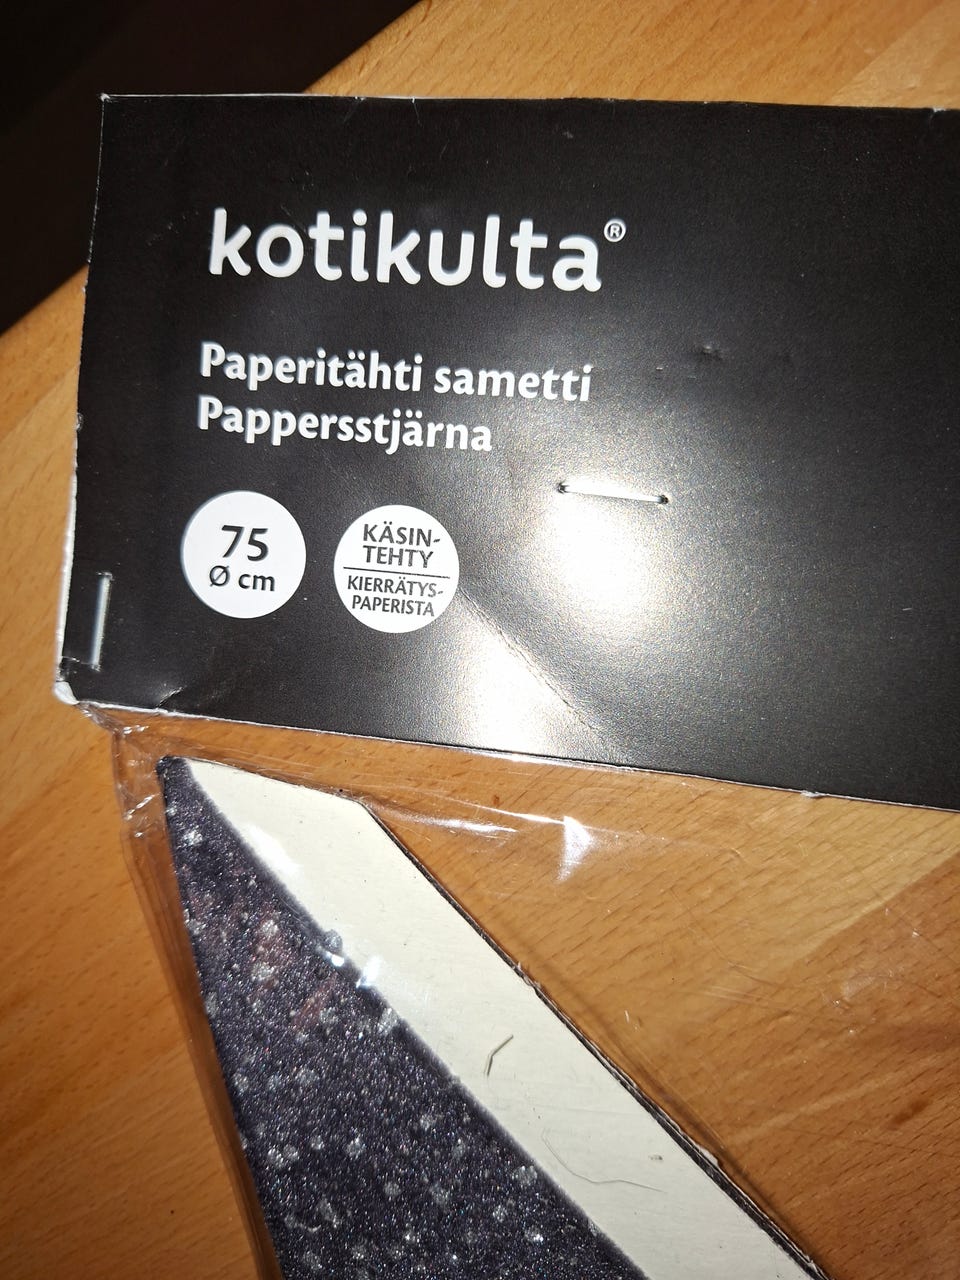 kotikulta®
Paperitähti sametti
Pappersstjärna
75
Ø cm
KÄSIN-
TEHTY
KIERRÄTYS-
PAPERISTA